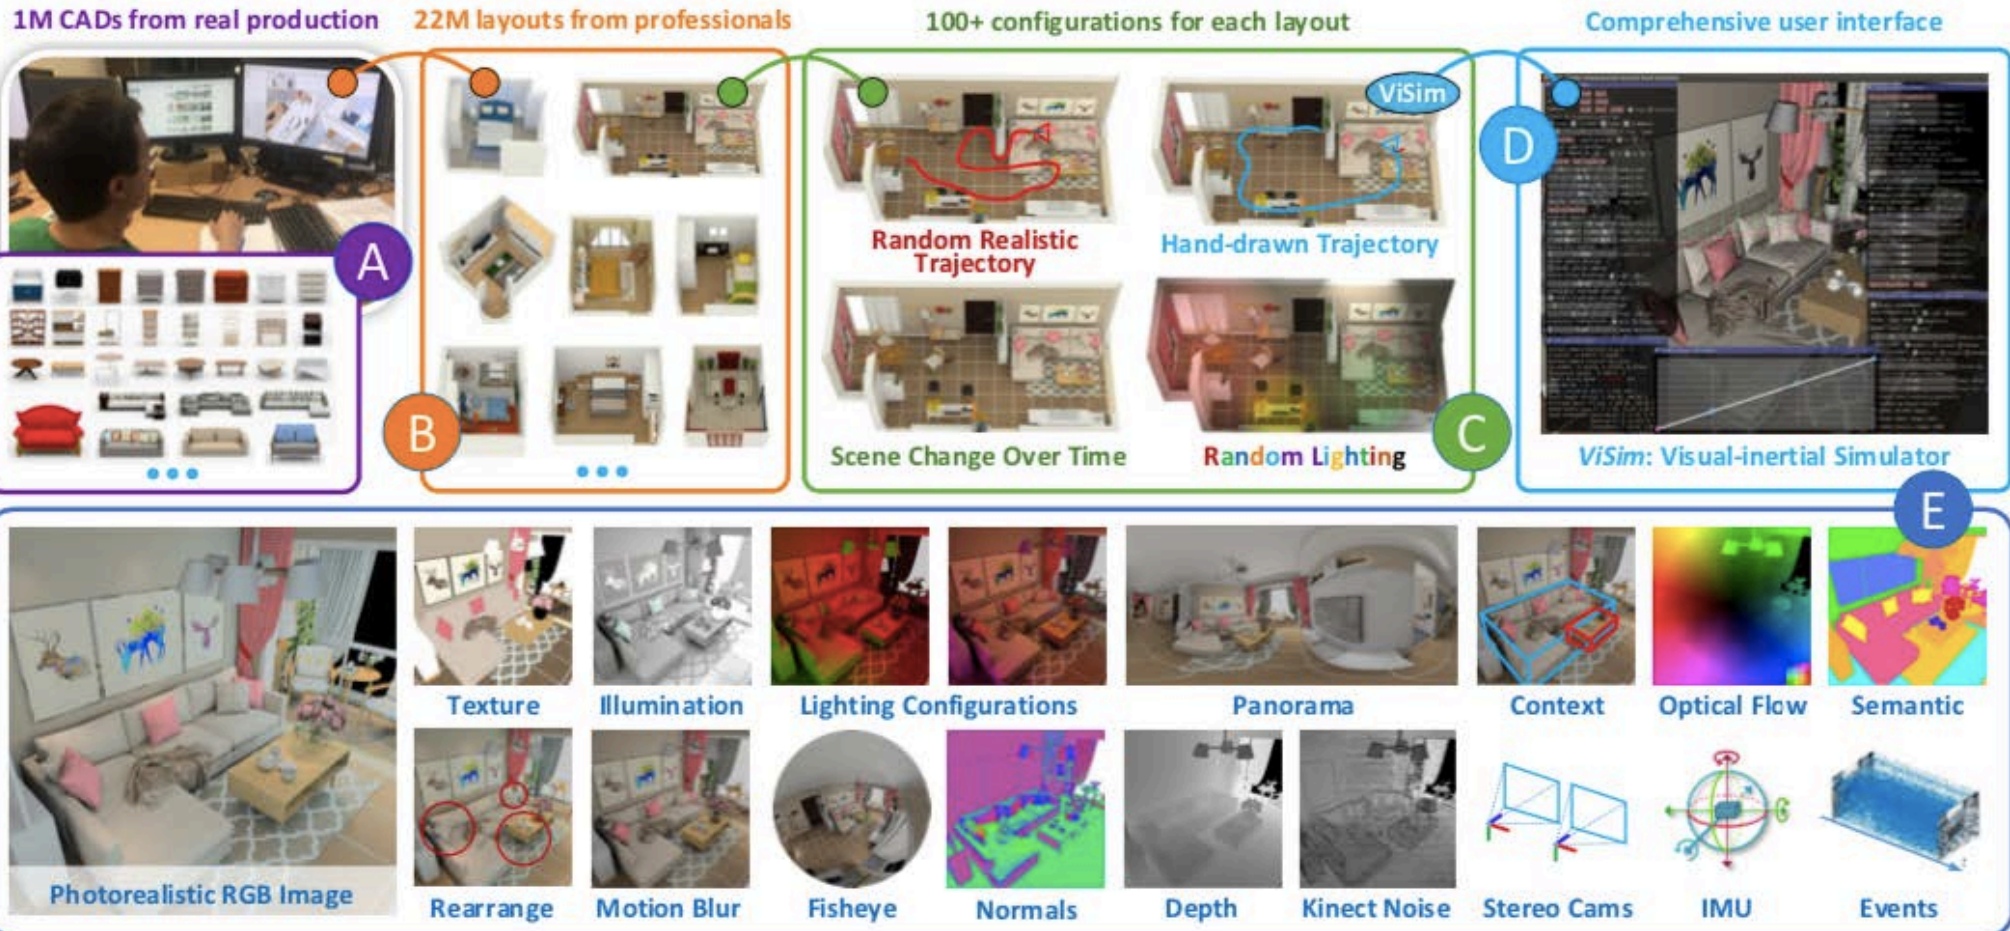 1M CADs from real production
22M layouts from professionals
100+ configurations for each layout
Comprehensive user interface
A
B
Random Realistic
Trajectory
ViSim
Hand-drawn Trajectory
Scene Change Over Time
Random Lighting
C
D
ViSim: Visual-inertial Simulator
E
Photorealistic RGB Image
Texture
Illumination
Lighting Configurations
Panorama
Context
Optical Flow
Semantic
Rearrange
Motion Blur
Fisheye
Normals
Depth
Kinect Noise
Stereo Cams
IMU
Events